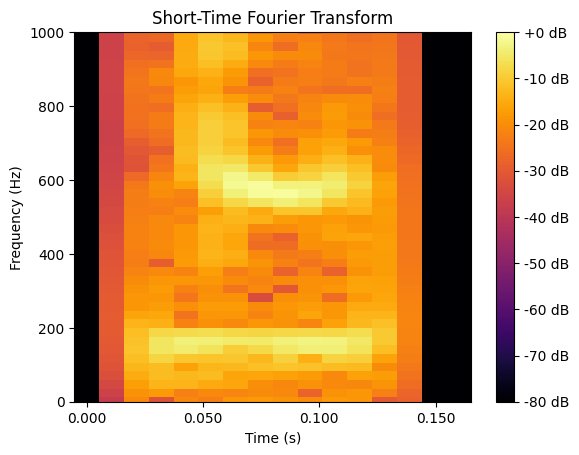 Short-Time Fourier Transform
1000
800
600
400
200
0
Frequency (Hz)
0.000
0.050
0.100
0.150
Time (s)
+0 dB
-10 dB
-20 dB
-30 dB
-40 dB
-50 dB
-60 dB
-70 dB
-80 dB